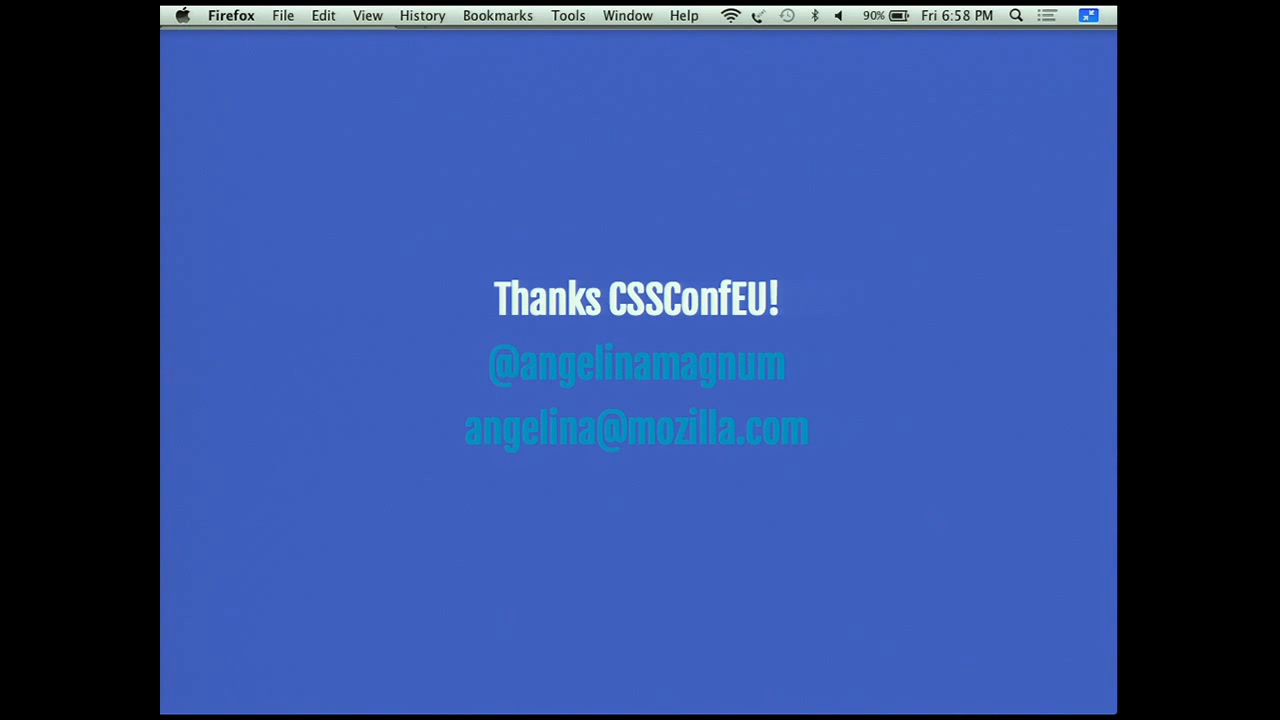 Firefox File Edit View History Bookmarks Tools Window Help 90% Fri 6:58 PM
Thanks CSSConfEU!
@angelinamagnum
angelina@mozilla.com